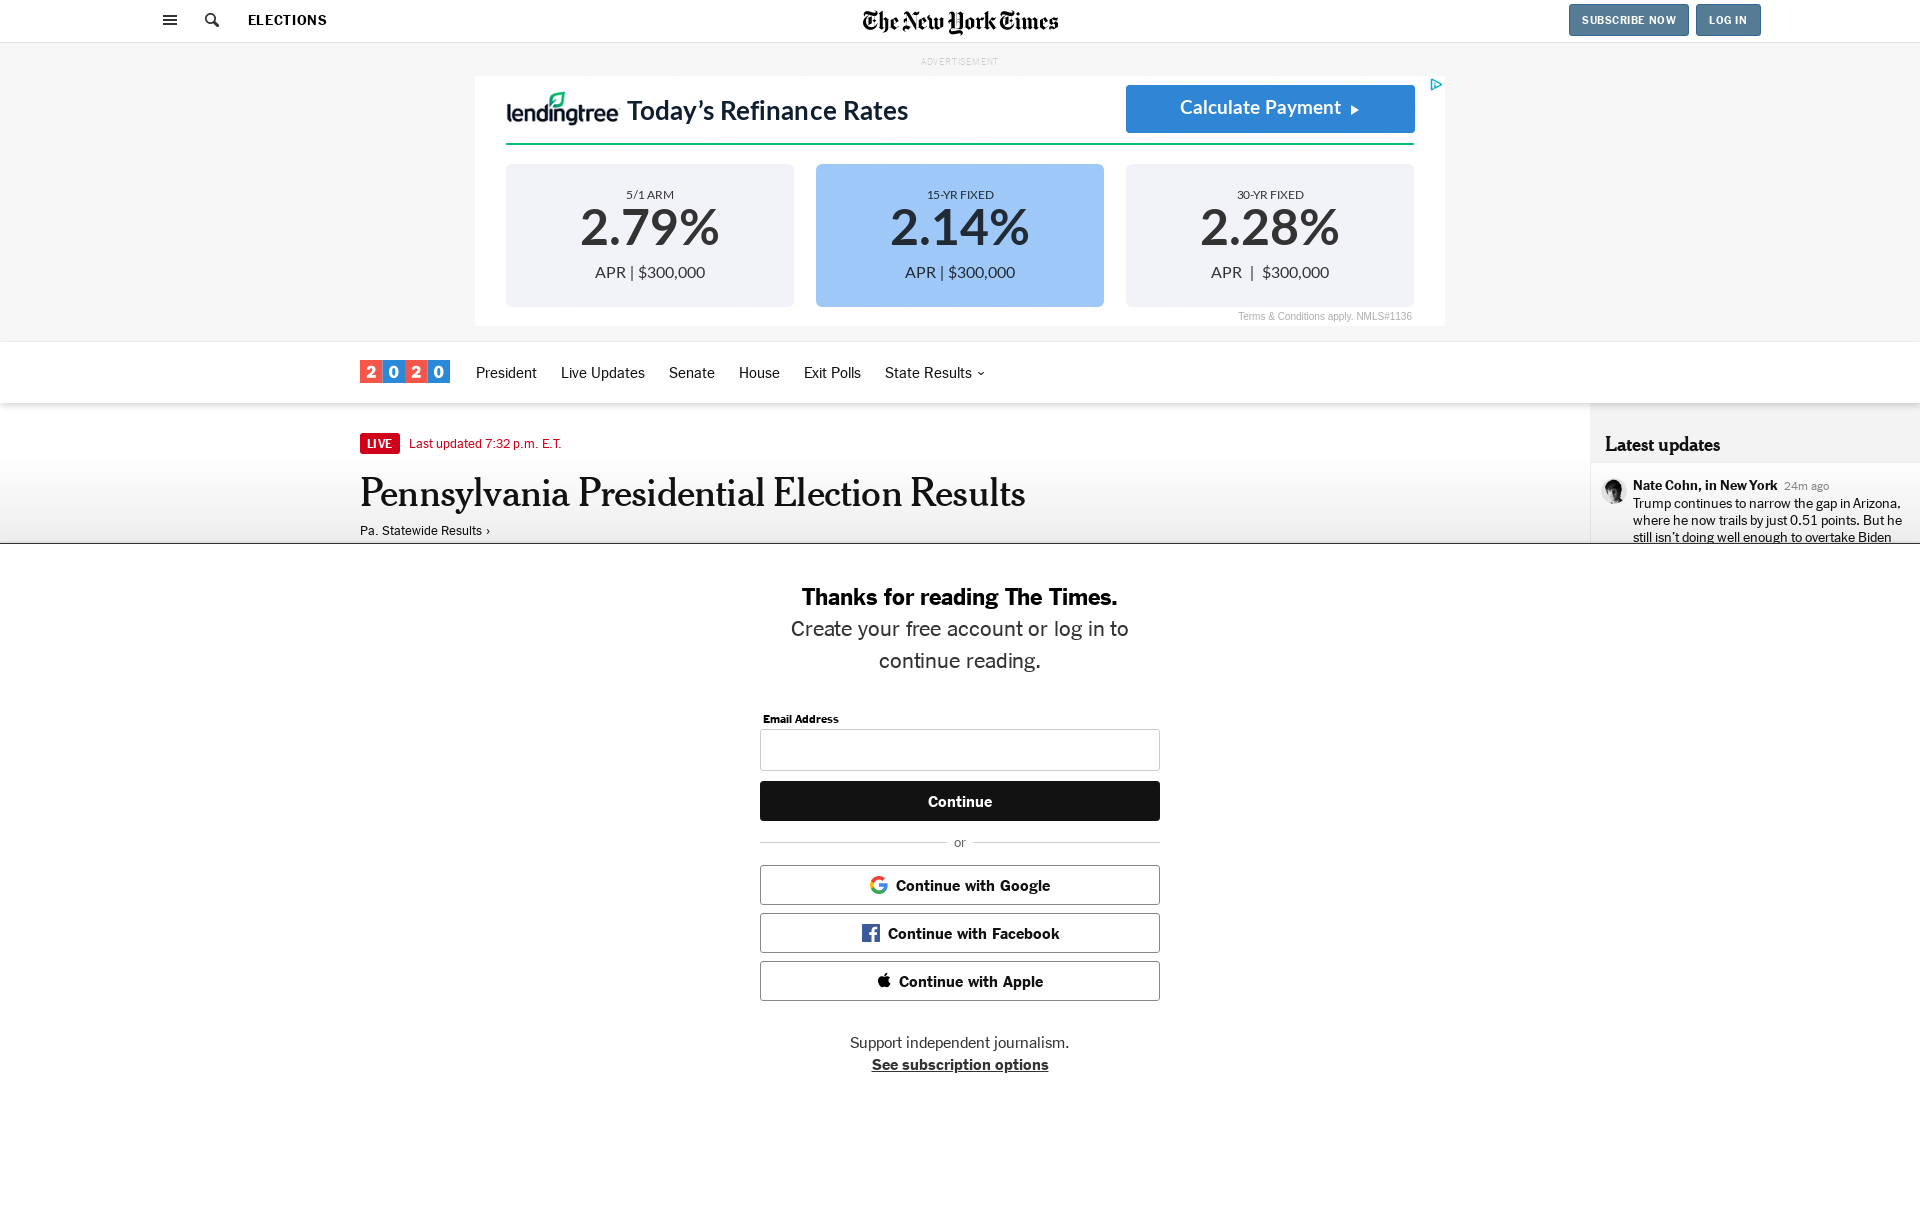 ELECTIONS
The New York Times
SUBSCRIBE NOW
LOG IN
ADVERTISEMENT
lendingtree Today's Refinance Rates
Calculate Payment
5/1 ARM
2.79%
APR | $300,000
15-YR FIXED
2.14%
APR | $300,000
30-YR FIXED
2.28%
APR | $300,000
Terms & Conditions apply. NMLS#1136
2020
President
Live Updates
Senate
House
Exit Polls
State Results
LIVE Last updated 7:32 p.m. E.T.
Pennsylvania Presidential Election Results
Pa. Statewide Results ›
Latest updates
Nate Cohn, in New York 24m ago
Trump continues to narrow the gap in Arizona,
where he now trails by just 0.51 points. But he
still isn't doing well enough to overtake Biden
Thanks for reading The Times.
Create your free account or log in to
continue reading.
Email Address
Continue
or
Continue with Google
Continue with Facebook
Continue with Apple
Support independent journalism.
See subscription options